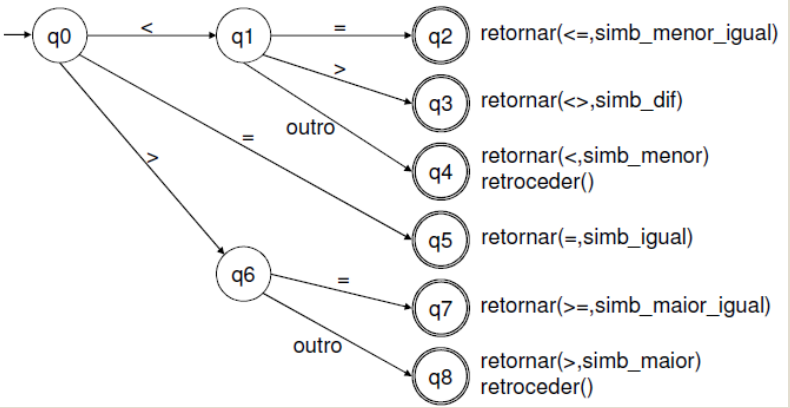 q0
<
q1
=
q2
retornar(<=,simb_menor_igual)
>
q3
retornar(<>,simb_dif)
outro
q4
retornar(<,simb_menor)
retroceder()
=
q5
retornar(=,simb_igual)
>
q6
=
q7
retornar(>=,simb_maior_igual)
outro
q8
retornar(>,simb_maior)
retroceder()